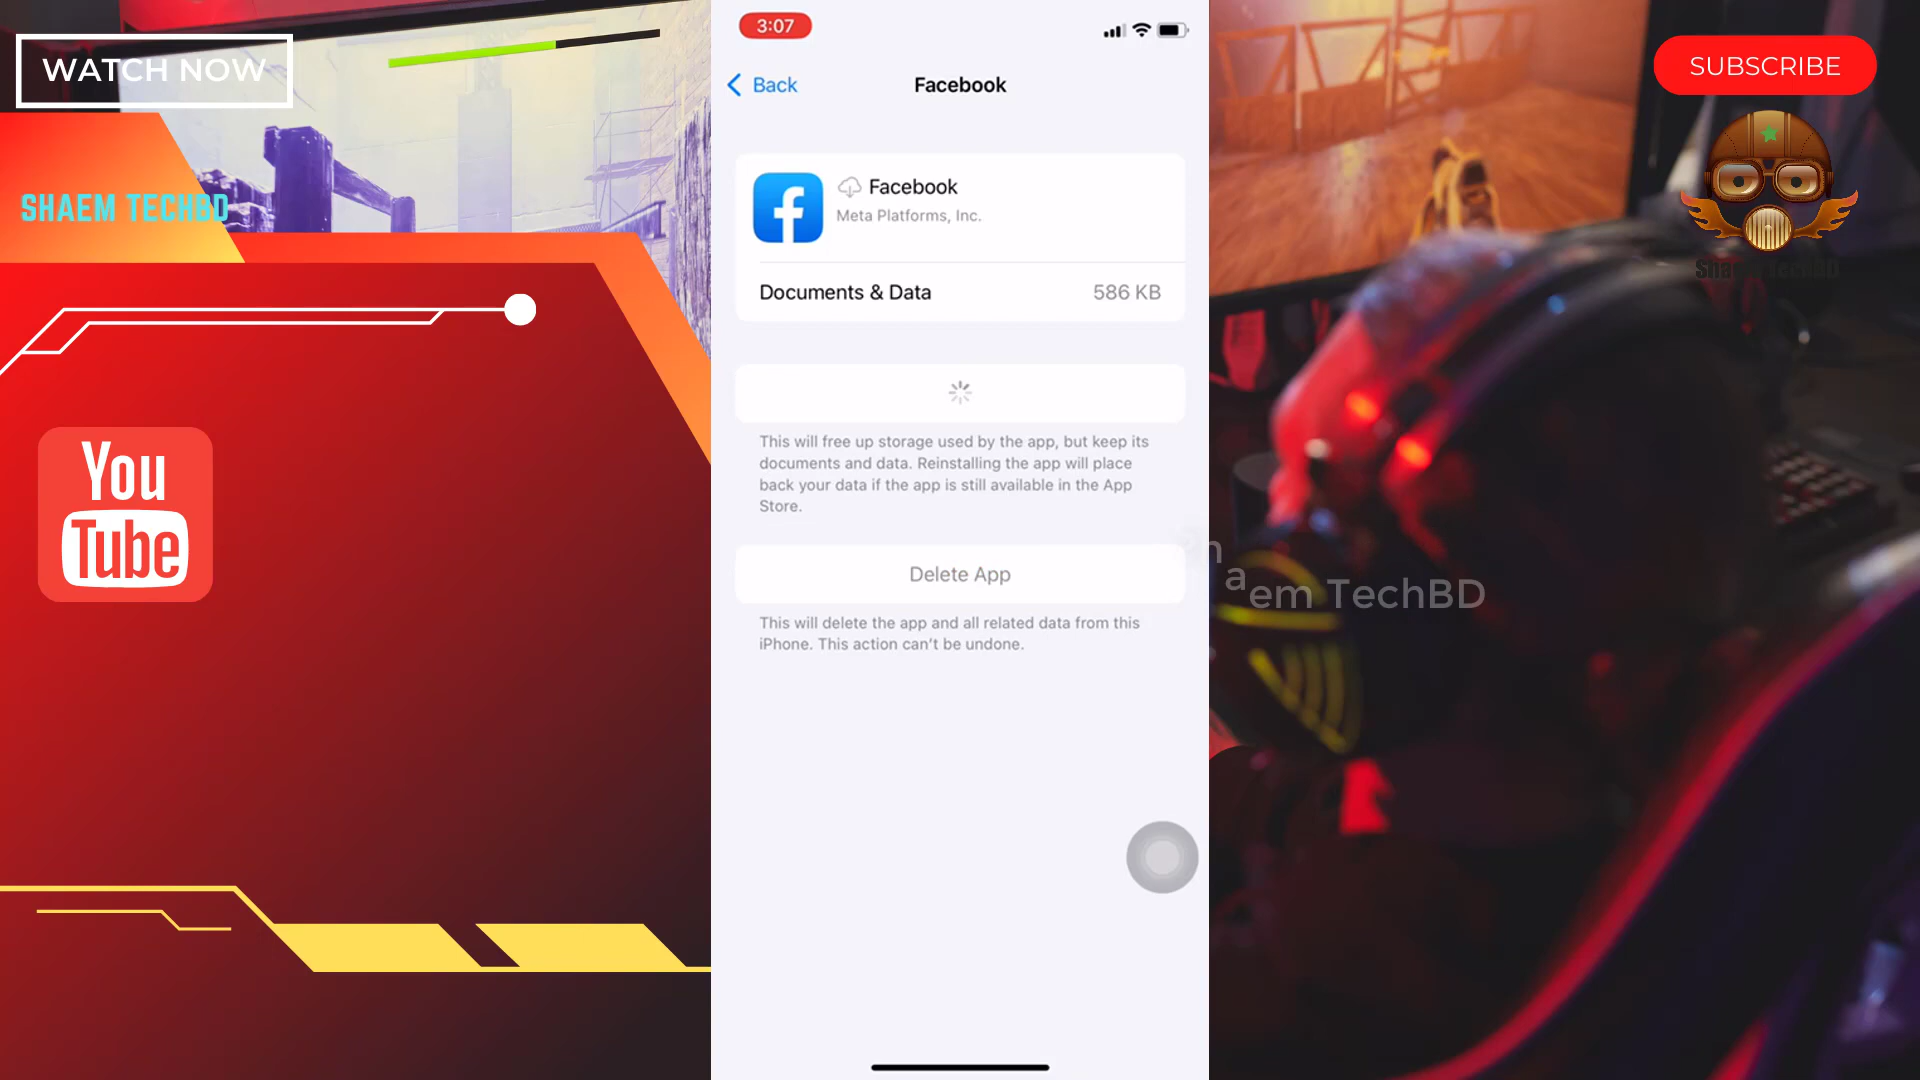 WATCH NOW
SHAEM TECHBD
You
Tube
3:07
Back
Facebook
Facebook
Meta Platforms, Inc.
Documents & Data
586 KB
This will free up storage used by the app, but keep its
documents and data. Reinstalling the app will place
back your data if the app is still available in the App
Store.
Delete App
This will delete the app and all related data from this
iPhone. This action can't be undone.
SUBSCRIBE
Shaem TechBD
Shaem TechBD